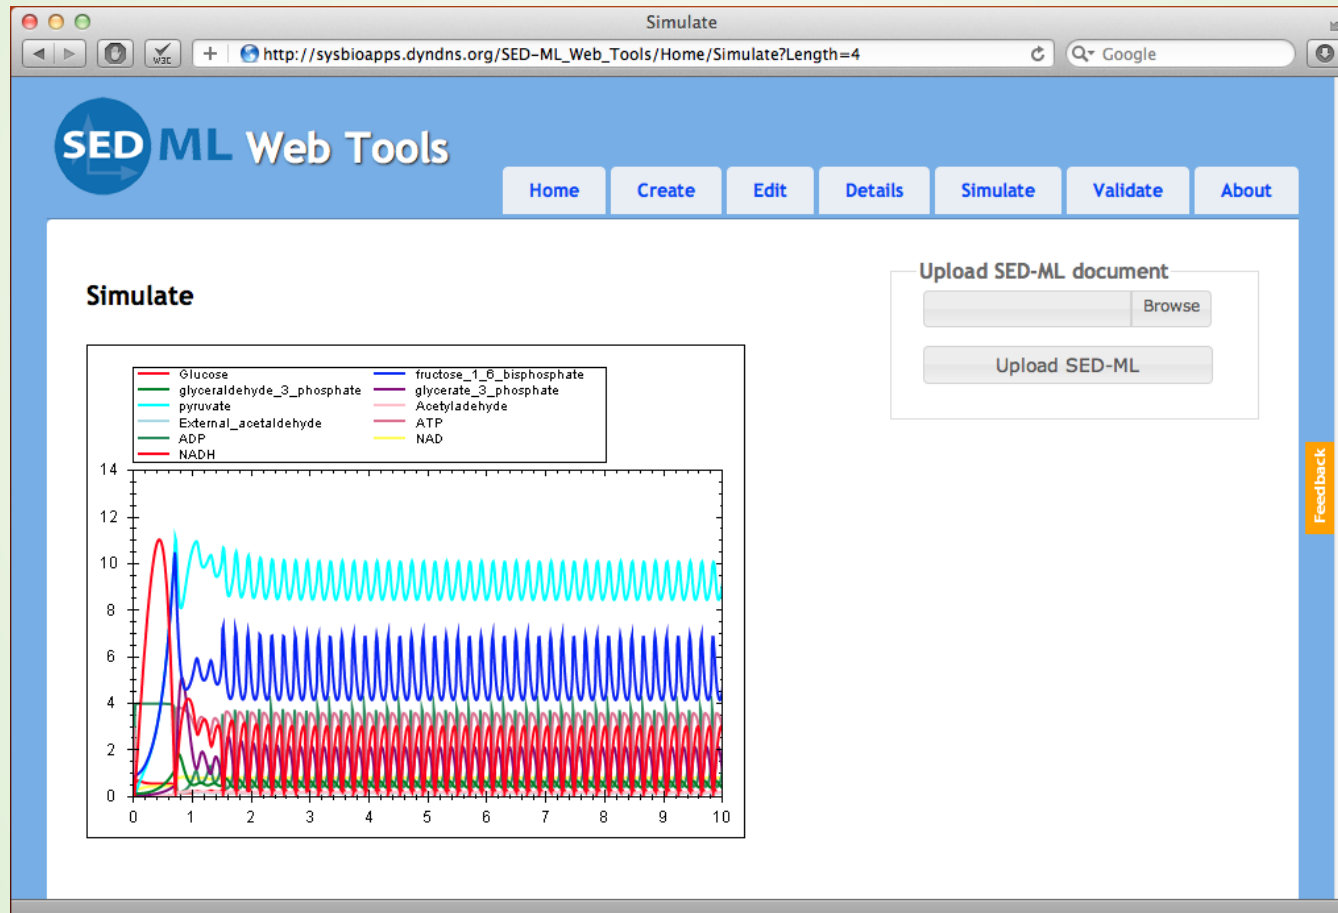 Simulate
W3C
+ http://sysbioapps.dyndns.org/SED-ML_Web_Tools/Home/Simulate?Length=4
Google
SED ML Web Tools
Home Create Edit Details Simulate Validate About
Upload SED-ML document
Browse
Upload SED-ML
Simulate
Glucose fructose_1_6_bisphosphate
glyceraldehyde_3_phosphate glycerate_3_phosphate
pyruvate Acetyladehyde
External_acetaldehyde ATP
ADP NAD
NADH
14
12
10
8
6
4
2
0
0 1 2 3 4 5 6 7 8 9 10
Feedback